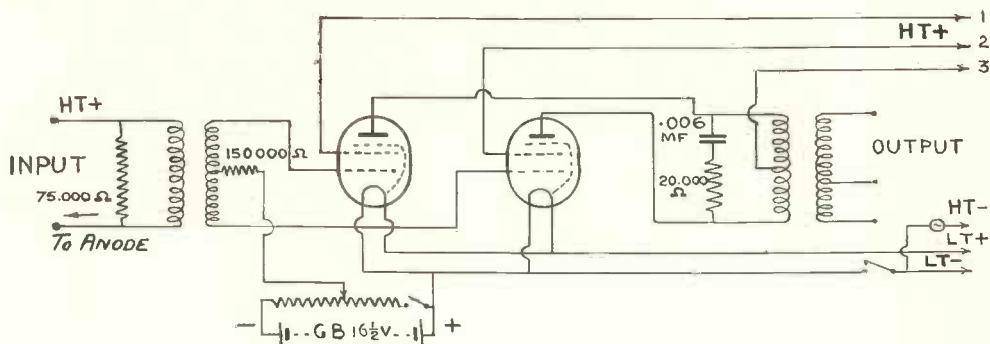 HT+
INPUT
75.000 Ω
To ANODE
150000 Ω
- GB 16½V +
.006
MF
20.000
Ω
HT+
1
2
3
OUTPUT
HT-
LT+
LT-